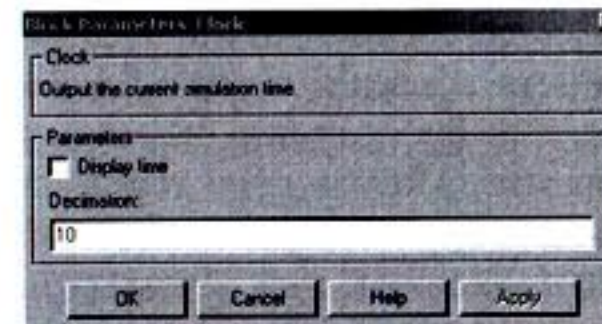 Block Parameters: Clock
Clock
Output the current simulation time.
Parameters
Display time
Decimation:
10
OK
Cancel
Help
Apply